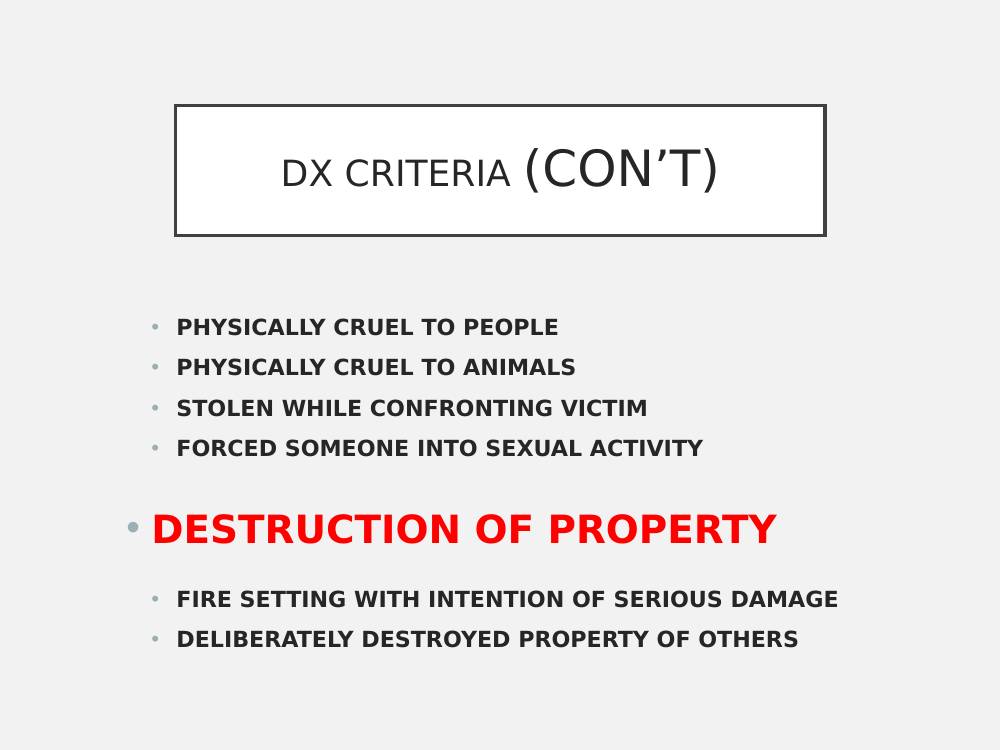 DX CRITERIA (CON’T)
• PHYSICALLY CRUEL TO PEOPLE
• PHYSICALLY CRUEL TO ANIMALS
• STOLEN WHILE CONFRONTING VICTIM
• FORCED SOMEONE INTO SEXUAL ACTIVITY
• DESTRUCTION OF PROPERTY
• FIRE SETTING WITH INTENTION OF SERIOUS DAMAGE
• DELIBERATELY DESTROYED PROPERTY OF OTHERS